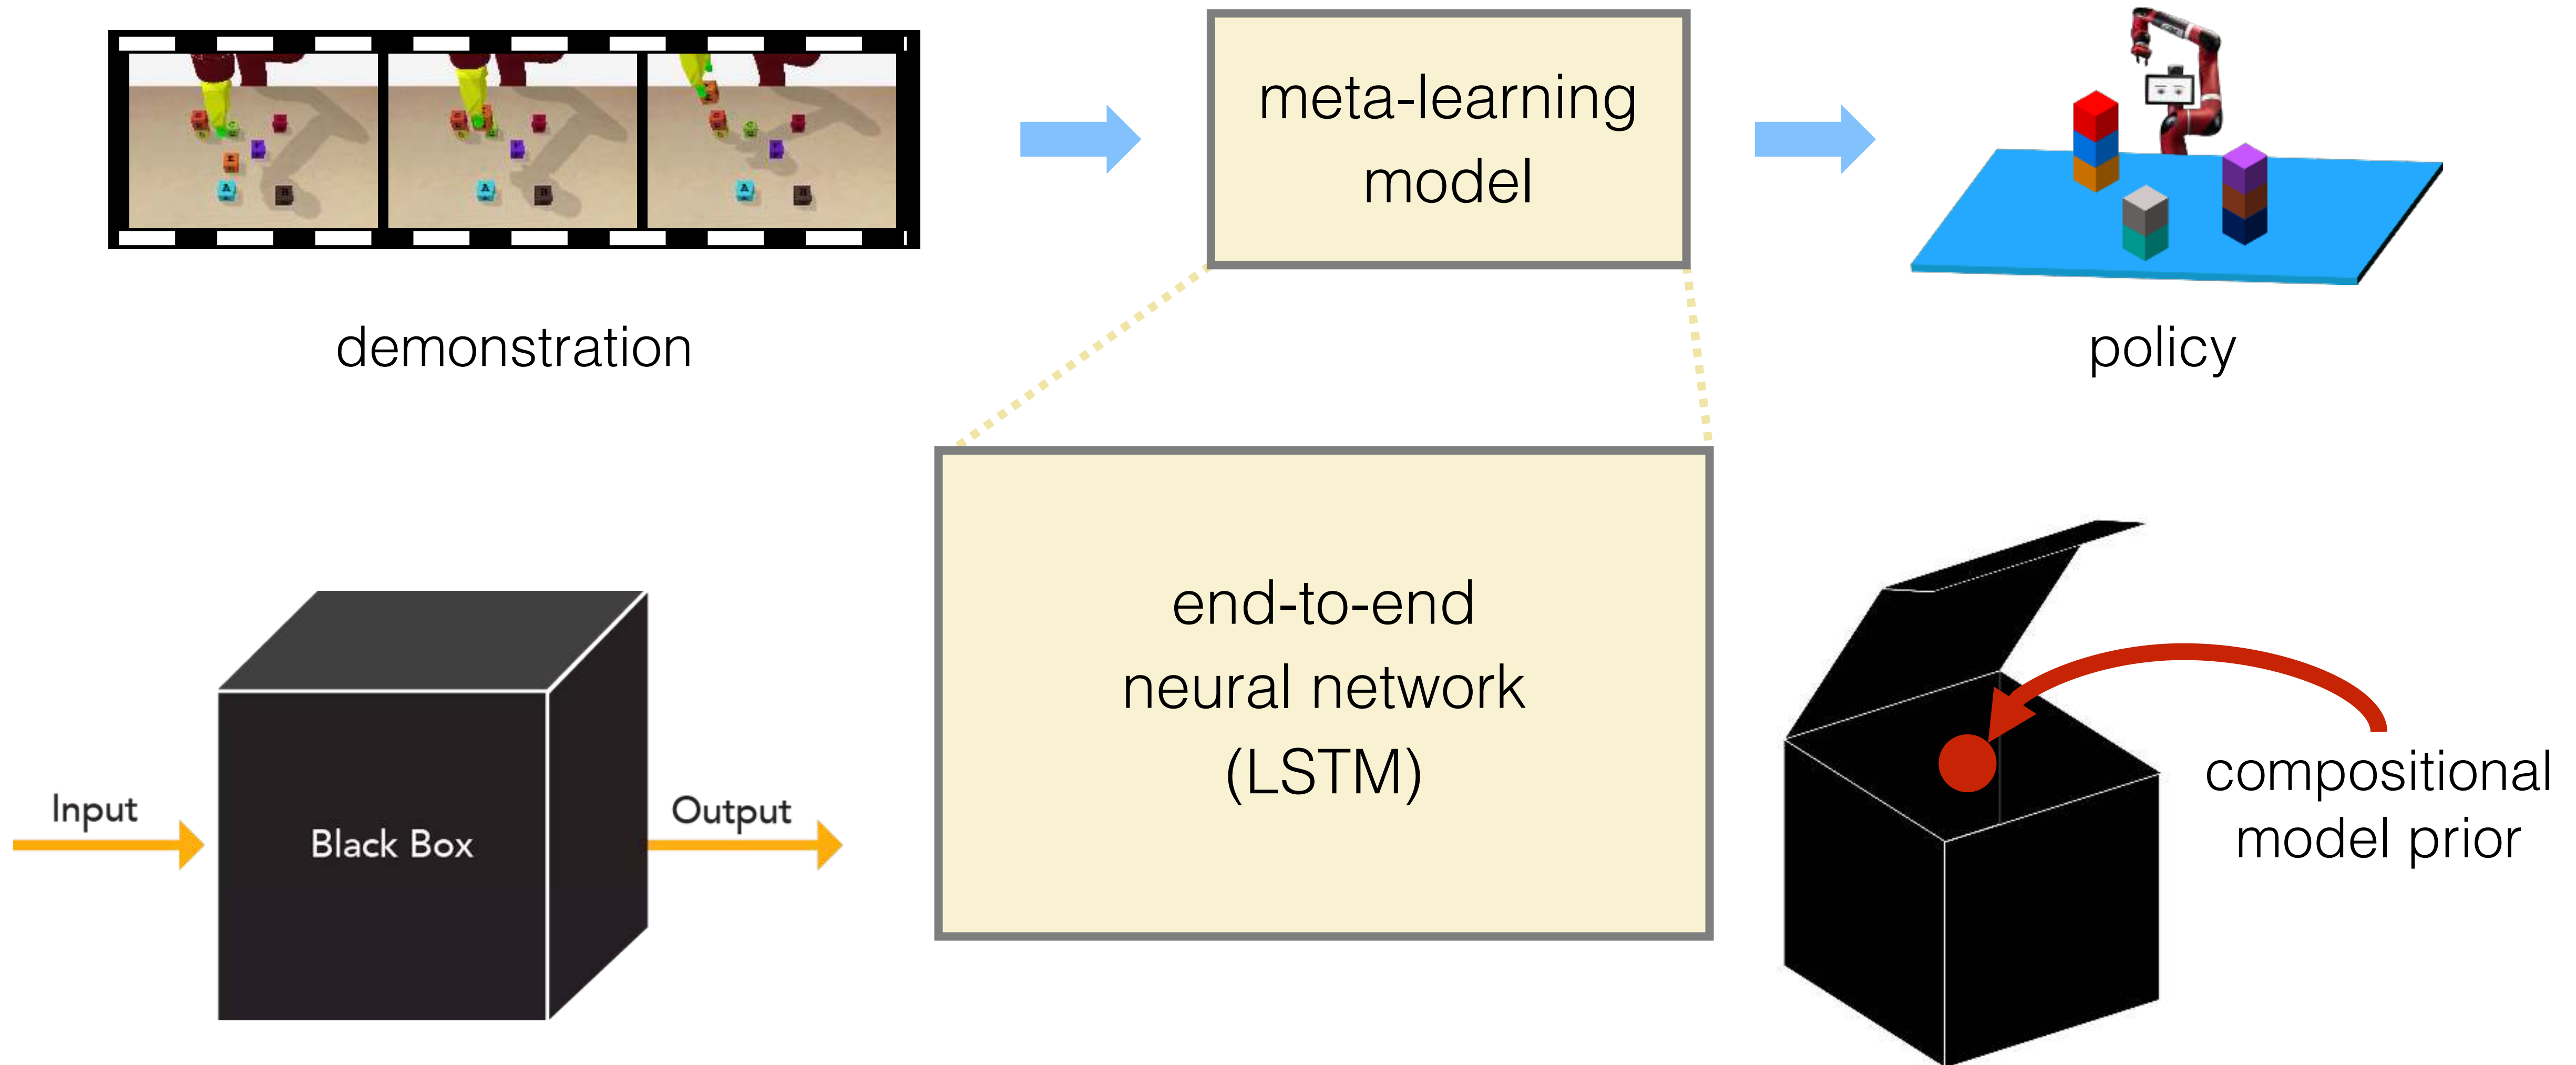 meta-learning
model
demonstration
policy
end-to-end
neural network
(LSTM)
Input
Black Box
Output
compositional
model prior
A
A
A